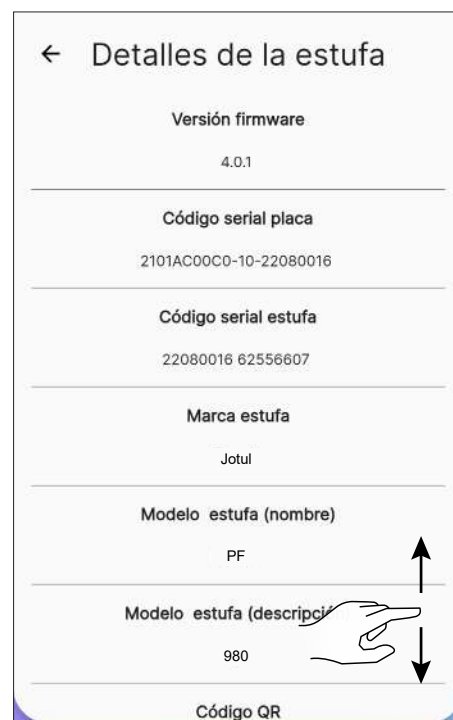 ← Detalles de la estufa
Versión firmware
4.0.1
Código serial placa
2101AC00C0-10-22080016
Código serial estufa
22080016 62556607
Marca estufa
Jotul
Modelo estufa (nombre)
PF
Modelo estufa (descripció
980
Código QR